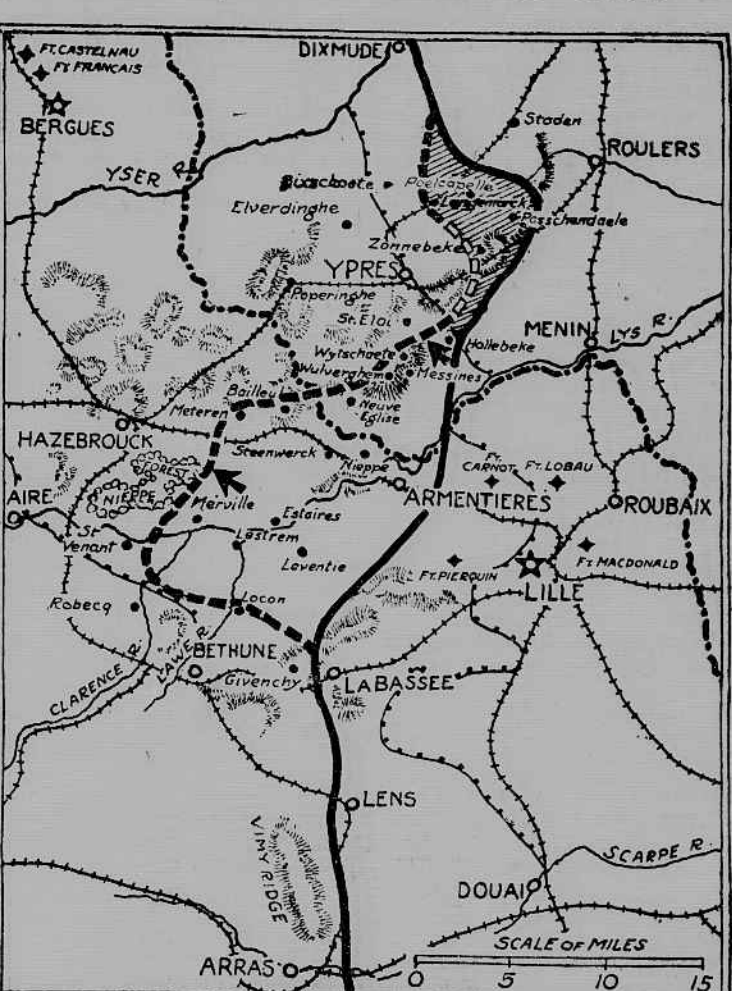 DIXMUDE
FT. CASTELNAU
FT FRANCAIS
BERGUES
Staden
ROULERS
YSER R.
Bixschoete
Poelcapelle
Langemarck
Elverdinghe
Passchendaele
Zonnebeke
YPRES
Poperinghe
St. Eloi
MENIN
LYS R.
Hollebeke
Wytschaete
Wulverghem
Messines
Bailleul
Meteren
Neuve
Eglise
HAZEBROUCK
Steenwerck
Nieppe
FOREST
NIEPPE
FT.
CARNOT
FT. LOBAU
AIRE
ARMENTIERES
ROUBAIX
Merville
Estaires
St
Venant
Lestrem
Laventie
FT. PIERQUIN
FT. MACDONALD
LILLE
Robecq
Locon
BETHUNE
LAWE R.
CLARENCE R.
Givenchy
LABASSEE
LENS
VIMY RIDGE
SCARPE R.
DOUAI
ARRAS
SCALE OF MILES
0 5 10 15